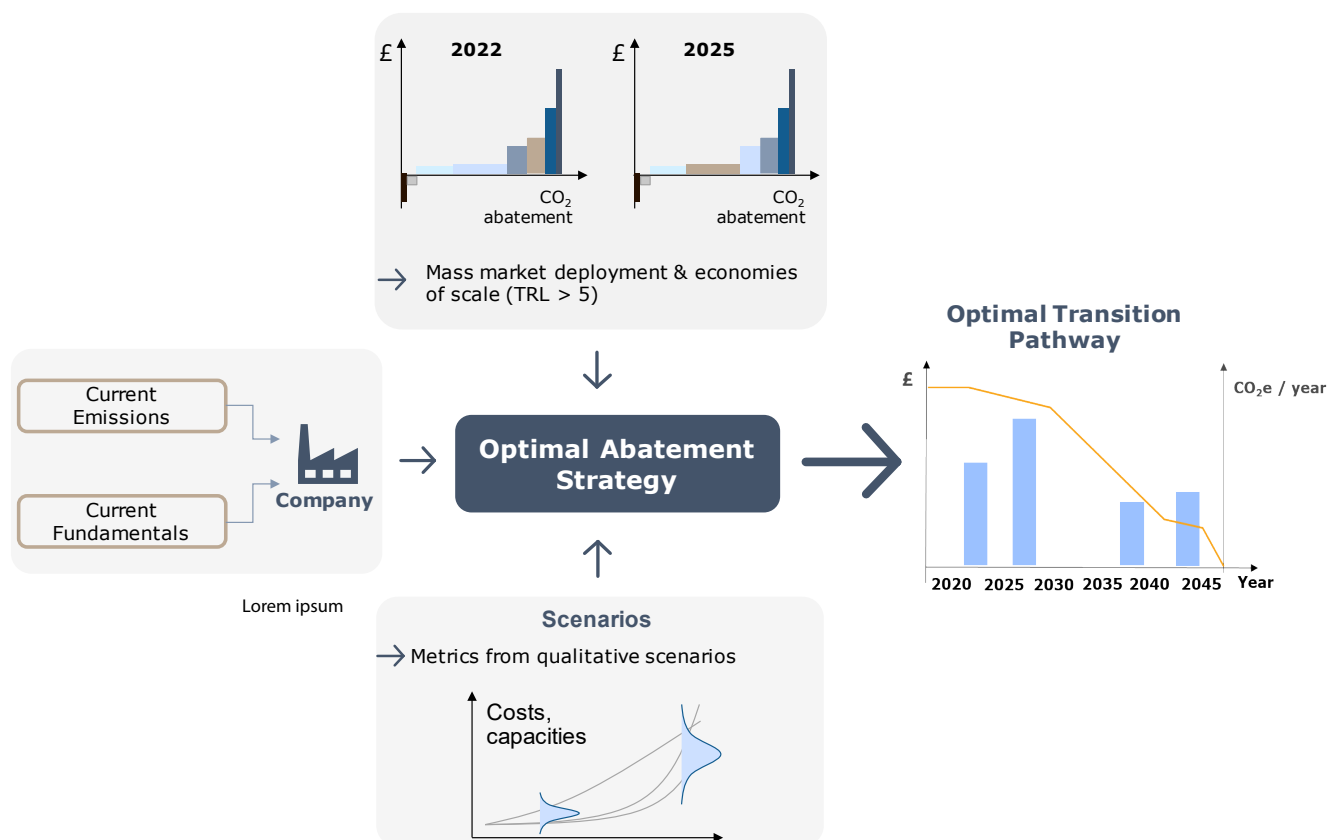 £
2022
CO₂
abatement
£
2025
CO₂
abatement
Mass market deployment & economies
of scale (TRL > 5)
Current
Emissions
Current
Fundamentals
Company
Optimal Abatement
Strategy
Optimal Transition
Pathway
£
CO₂e / year
2020 2025 2030 2035 2040 2045 Year
Lorem ipsum
Scenarios
Metrics from qualitative scenarios
Costs,
capacities